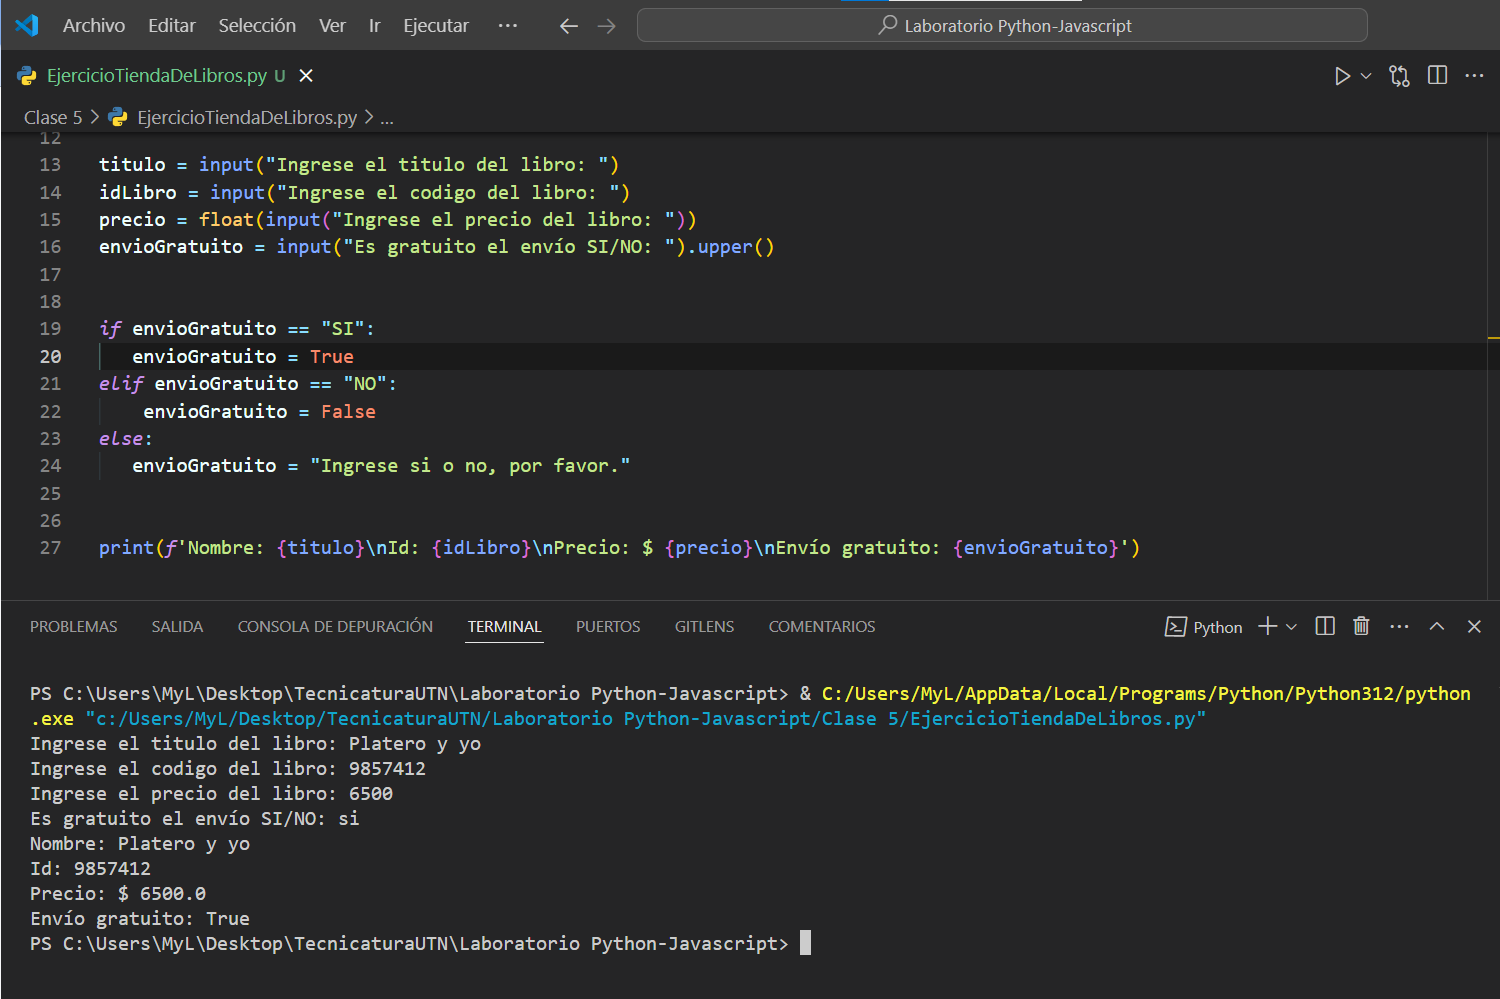 Archivo Editar Selección Ver Ir Ejecutar ··· Laboratorio Python-Javascript
EjercicioTiendaDeLibros.py U
Clase 5 > EjercicioTiendaDeLibros.py > ...
12
13 titulo = input("Ingrese el titulo del libro: ")
14 idLibro = input("Ingrese el codigo del libro: ")
15 precio = float(input("Ingrese el precio del libro: "))
16 envioGratuito = input("Es gratuito el envío SI/NO: ").upper()
17
18
19 if envioGratuito == "SI":
20 envioGratuito = True
21 elif envioGratuito == "NO":
22 envioGratuito = False
23 else:
24 envioGratuito = "Ingrese si o no, por favor."
25
26
27 print(f'Nombre: {titulo}\nId: {idLibro}\nPrecio: $ {precio}\nEnvío gratuito: {envioGratuito}')
PROBLEMAS SALIDA CONSOLA DE DEPURACIÓN TERMINAL PUERTOS GITLENS COMENTARIOS Python
PS C:\Users\MyL\Desktop\TecnicaturaUTN\Laboratorio Python-Javascript> & C:/Users/MyL/AppData/Local/Programs/Python/Python312/python
.exe "c:/Users/MyL/Desktop/TecnicaturaUTN/Laboratorio Python-Javascript/Clase 5/EjercicioTiendaDeLibros.py"
Ingrese el titulo del libro: Platero y yo
Ingrese el codigo del libro: 9857412
Ingrese el precio del libro: 6500
Es gratuito el envío SI/NO: si
Nombre: Platero y yo
Id: 9857412
Precio: $ 6500.0
Envío gratuito: True
PS C:\Users\MyL\Desktop\TecnicaturaUTN\Laboratorio Python-Javascript>